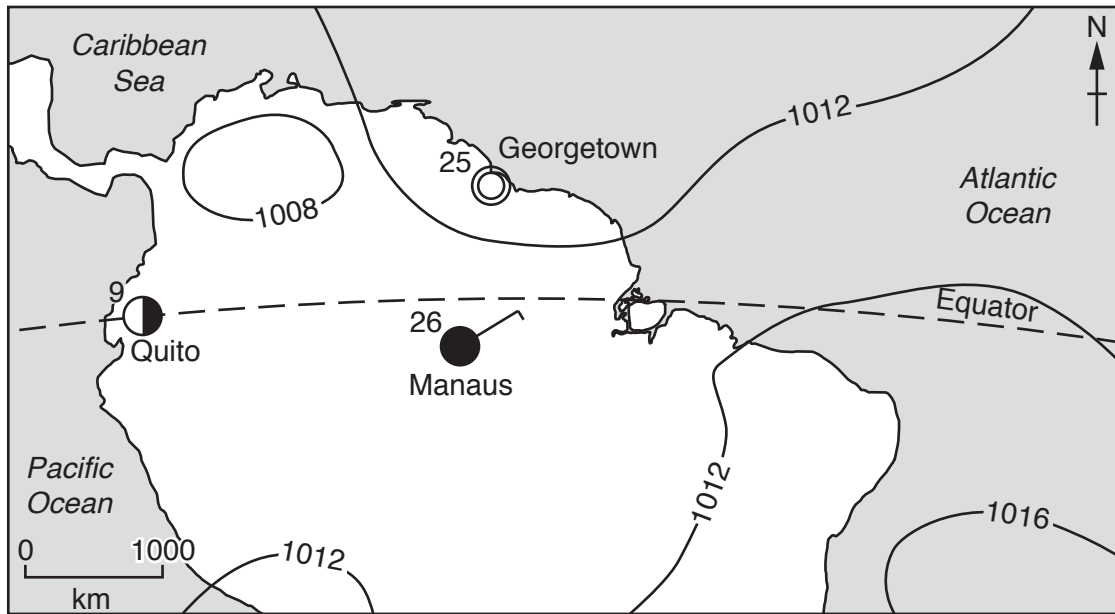 Caribbean
Sea
N
1012
Georgetown
25
Atlantic
Ocean
1008
9
Equator
26
Quito
Manaus
Pacific
Ocean
1012
1016
0 1000
1012
km